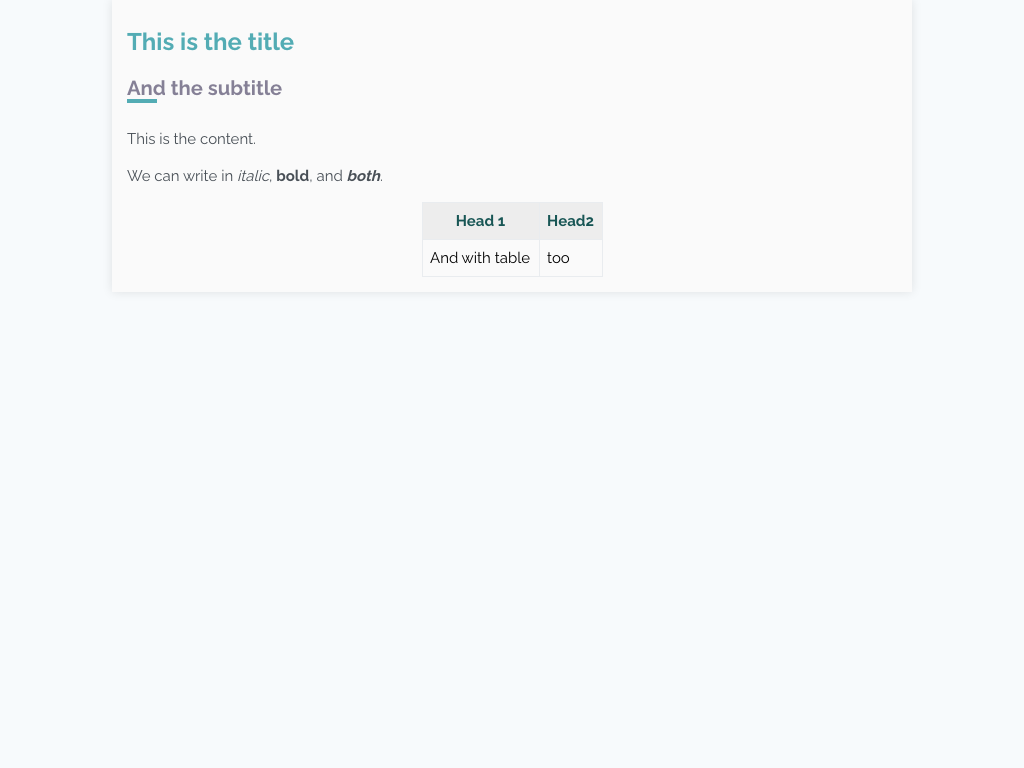 This is the title
And the subtitle
This is the content.
We can write in italic, bold, and both.
Head 1 Head2
And with table too